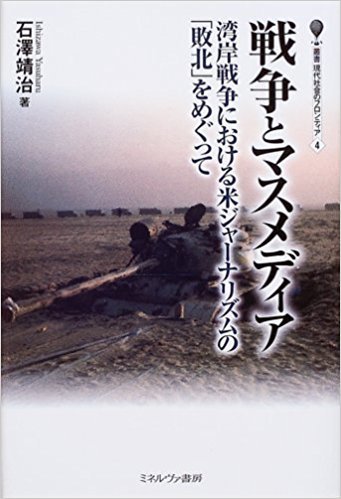 叢書 現代社会のフロンティア 4
戦争とマスメディア
湾岸戦争における米ジャーナリズムの
「敗北」をめぐって
Ishizawa Yasuharu
石澤靖治 著
ミネルヴァ書房